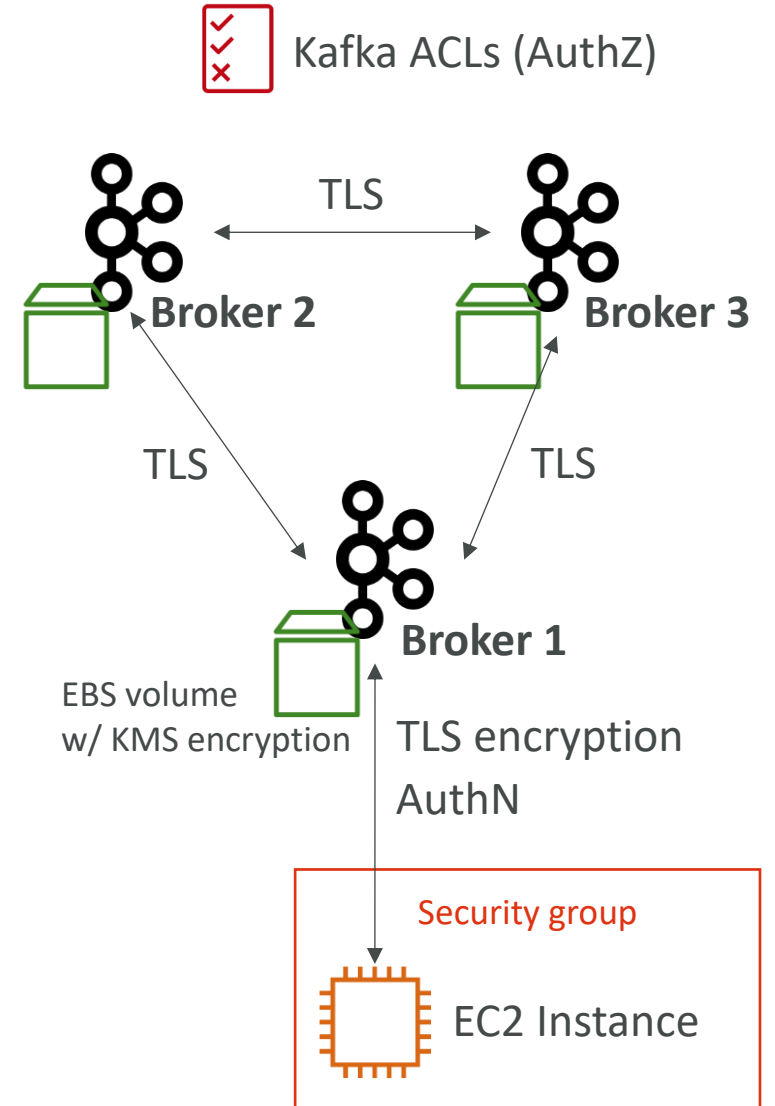 Kafka ACLs (AuthZ)
TLS
Broker 2
Broker 3
TLS
TLS
Broker 1
EBS volume
w/ KMS encryption
TLS encryption
AuthN
Security group
EC2 Instance